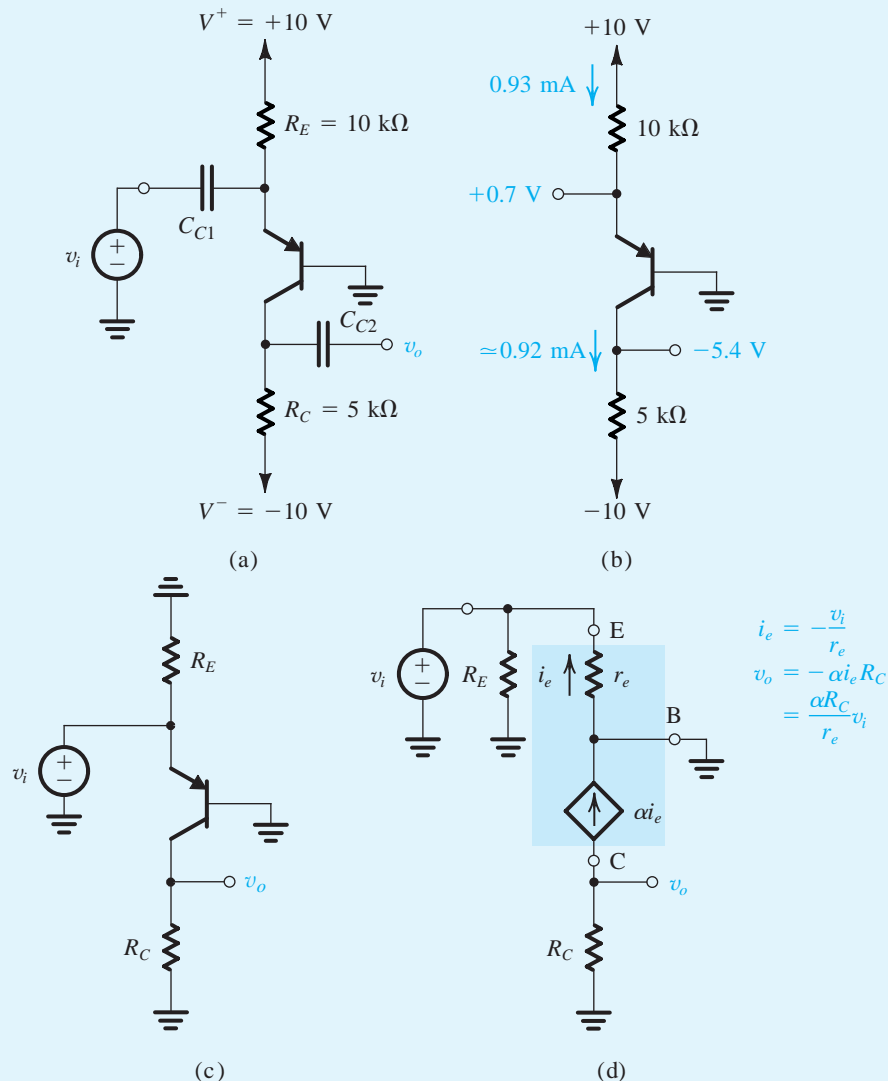 V⁺ = +10 V
R_E = 10 kΩ
C_C1
v_i
+
−
C_C2
v_o
R_C = 5 kΩ
V⁻ = −10 V
(a)
+10 V
0.93 mA
10 kΩ
+0.7 V
≃0.92 mA
−5.4 V
5 kΩ
−10 V
(b)
R_E
v_i
+
−
v_o
R_C
(c)
E
v_i
+
−
R_E
i_e
r_e
B
αi_e
C
v_o
R_C
(d)
i_e = −v_i/r_e
v_o = −αi_eR_C
= αR_C/r_e v_i